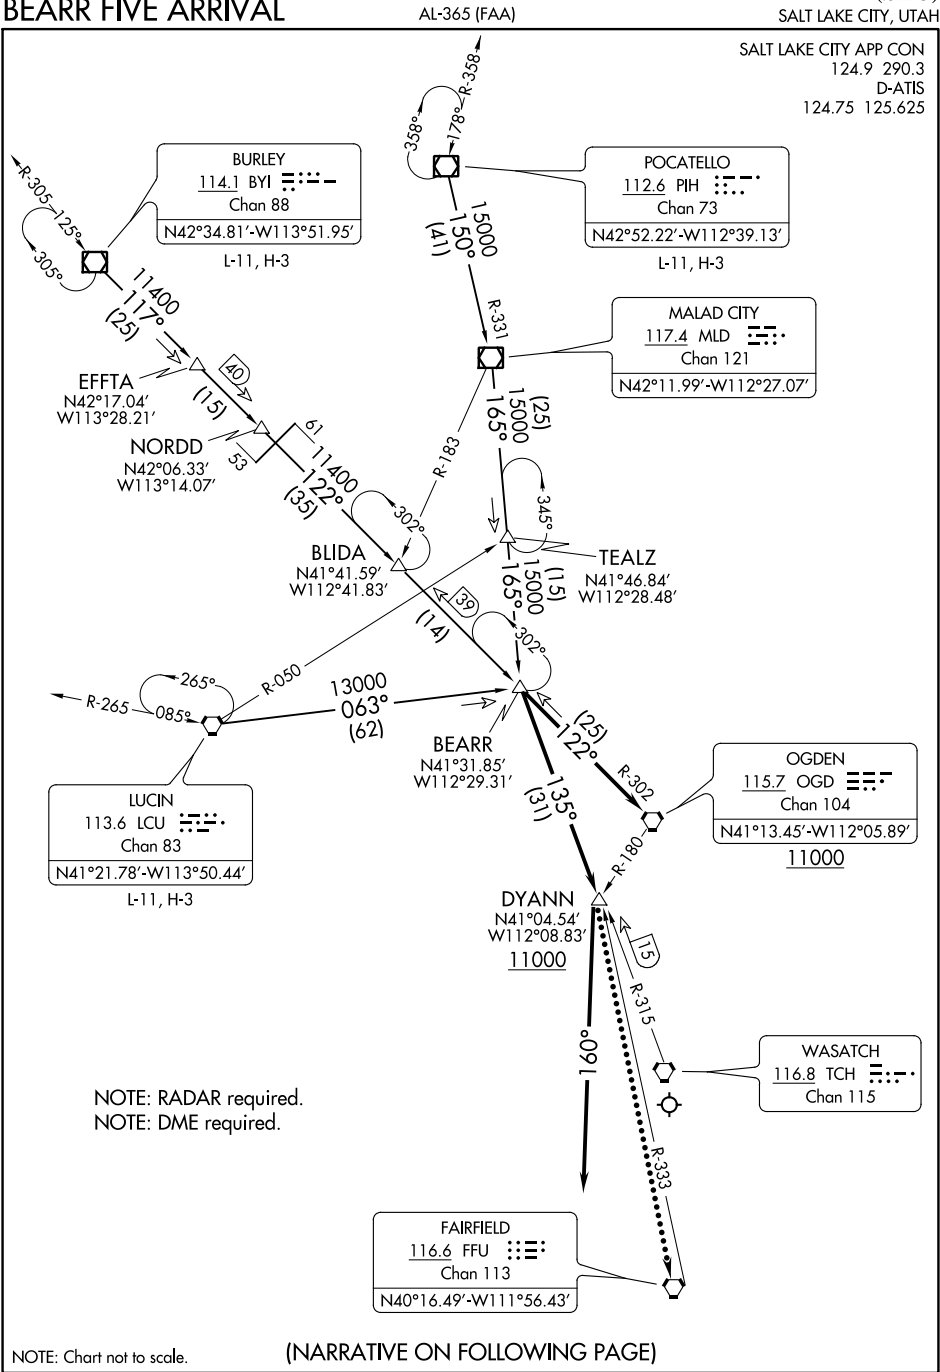 BEARR FIVE ARRIVAL
AL-365 (FAA)
SALT LAKE CITY, UTAH
SALT LAKE CITY APP CON
124.9 290.3
D-ATIS
124.75 125.625
R-358
358°
178°
BURLEY
114.1 BYI
Chan 88
N42°34.81'-W113°51.95'
L-11, H-3
POCATELLO
112.6 PIH
Chan 73
N42°52.22'-W112°39.13'
L-11, H-3
R-305
125°
305°
15000
150°
(41)
R-331
MALAD CITY
117.4 MLD
Chan 121
N42°11.99'-W112°27.07'
11400
117°
(25)
EFFTA
N42°17.04'
W113°28.21'
40
(15)
NORDD
N42°06.33'
W113°14.07'
61
53
11400
122°
(35)
R-183
(25)
15000
165°
302°
345°
BLIDA
N41°41.59'
W112°41.83'
TEALZ
N41°46.84'
W112°28.48'
39
(14)
(15)
15000
165°
302°
R-050
R-265
265°
085°
13000
063°
(62)
BEARR
N41°31.85'
W112°29.31'
(25)
122°
R-302
135°
(31)
LUCIN
113.6 LCU
Chan 83
N41°21.78'-W113°50.44'
L-11, H-3
OGDEN
115.7 OGD
Chan 104
N41°13.45'-W112°05.89'
11000
R-180
DYANN
N41°04.54'
W112°08.83'
11000
15
R-315
160°
WASATCH
116.8 TCH
Chan 115
NOTE: RADAR required.
NOTE: DME required.
R-333
FAIRFIELD
116.6 FFU
Chan 113
N40°16.49'-W111°56.43'
NOTE: Chart not to scale.
(NARRATIVE ON FOLLOWING PAGE)